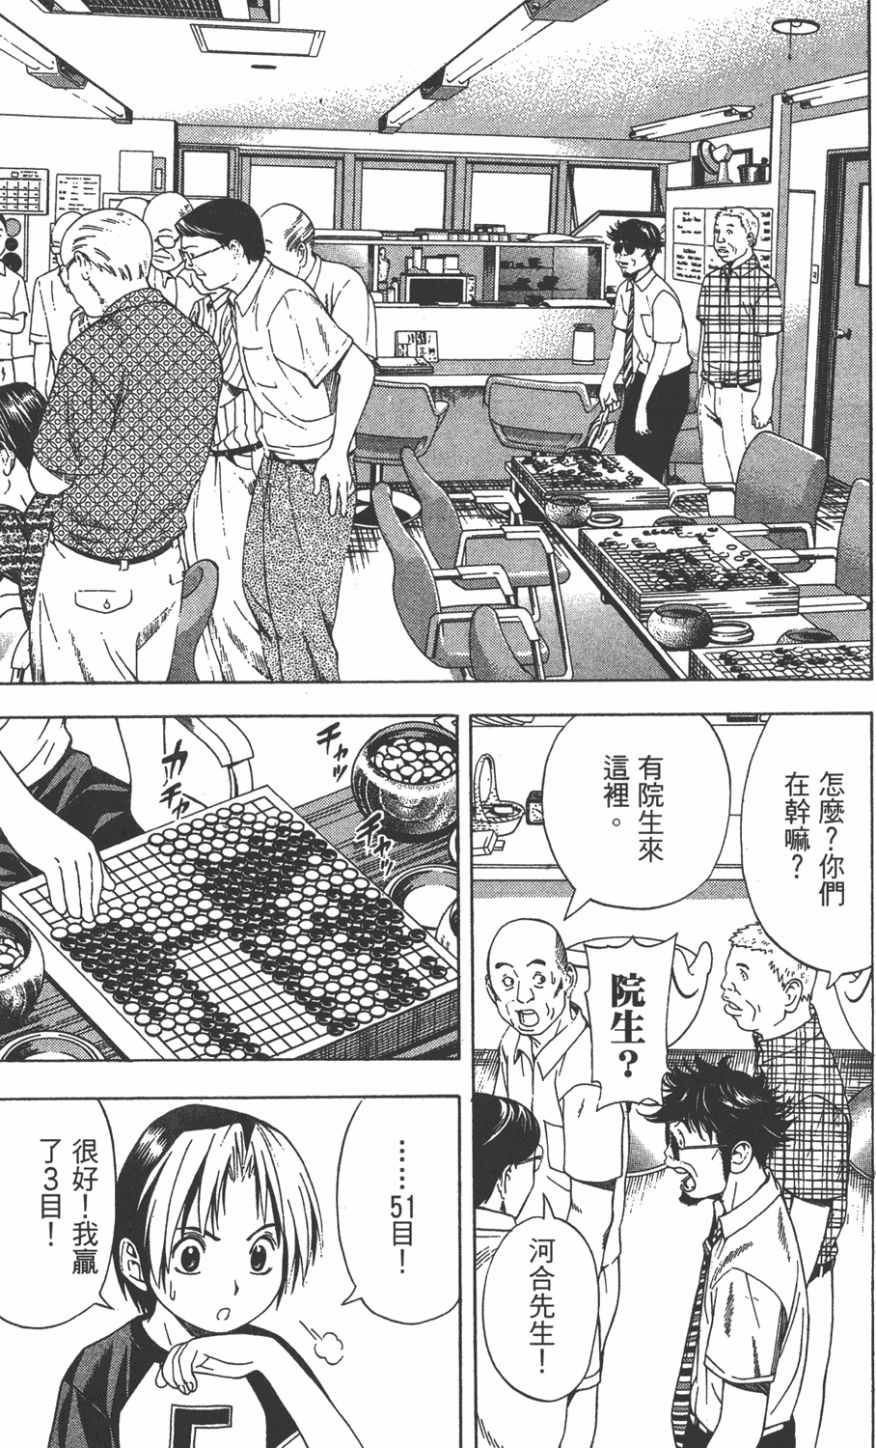 怎麼？你們
在幹嘛？
有院生來
這裡。
院生？
河合先生！
チャッ
カチャ
チャッ
……51目！
很好！我贏
了3目！